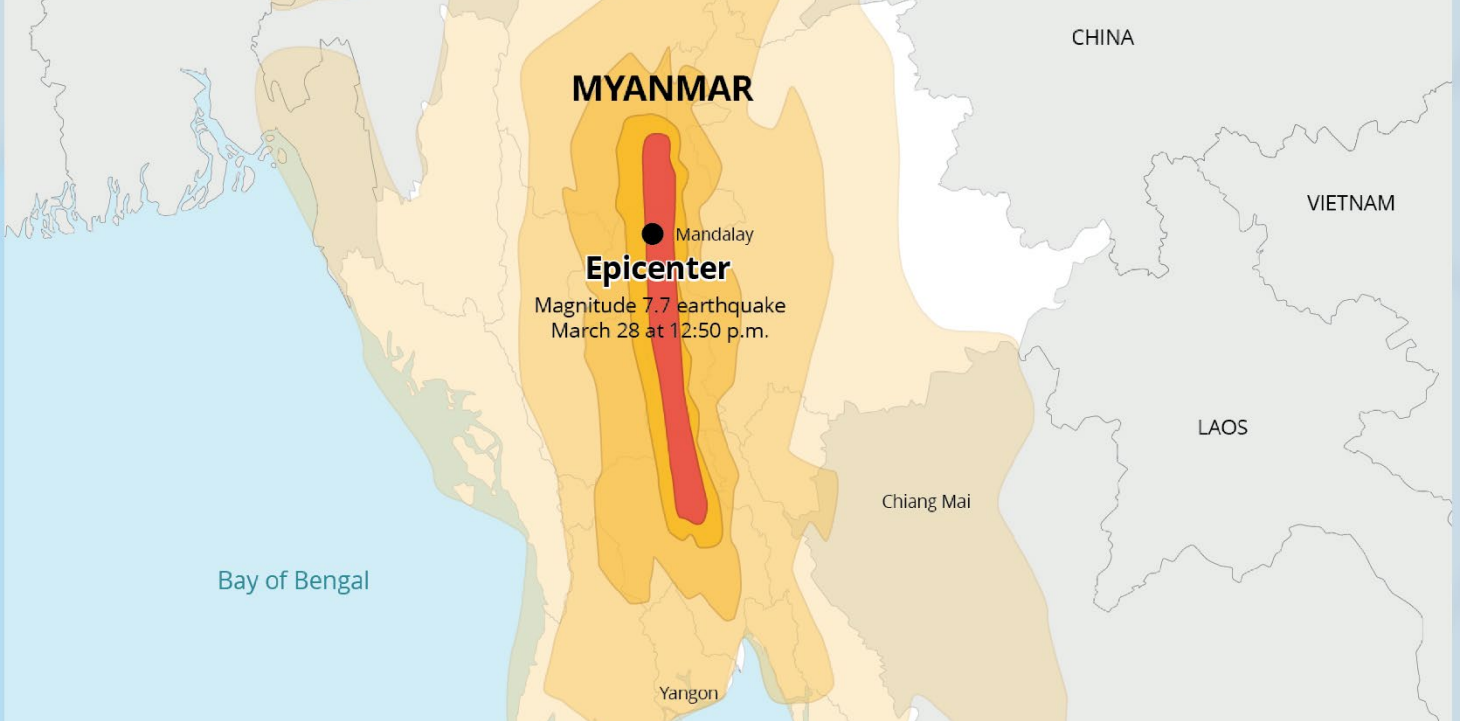 CHINA
MYANMAR
VIETNAM
Mandalay
Epicenter
Magnitude 7.7 earthquake
March 28 at 12:50 p.m.
LAOS
Chiang Mai
Bay of Bengal
Yangon